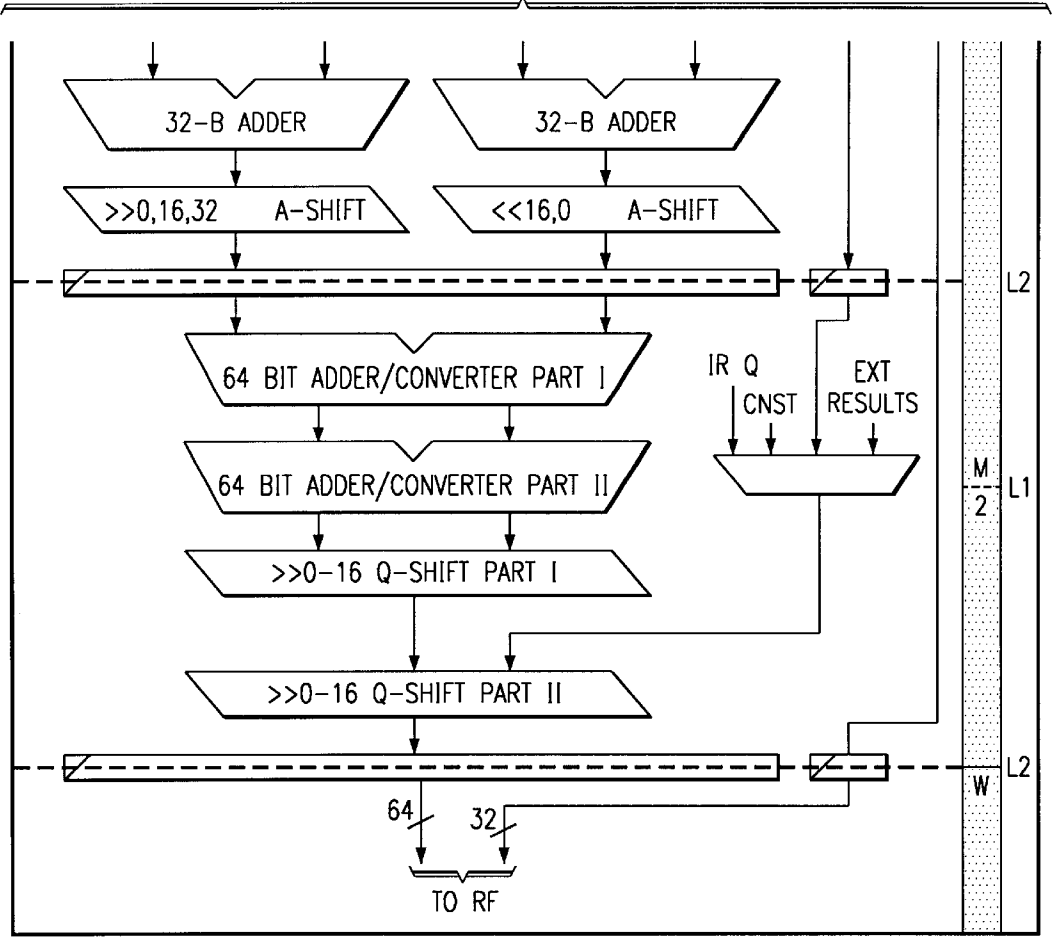 32-B ADDER
32-B ADDER
>>0,16,32 A-SHIFT
<<16,0 A-SHIFT
L2
64 BIT ADDER/CONVERTER PART I
IR Q
CNST
EXT
RESULTS
64 BIT ADDER/CONVERTER PART II
M
2
L1
>>0-16 Q-SHIFT PART I
>>0-16 Q-SHIFT PART II
L2
W
64
32
TO RF